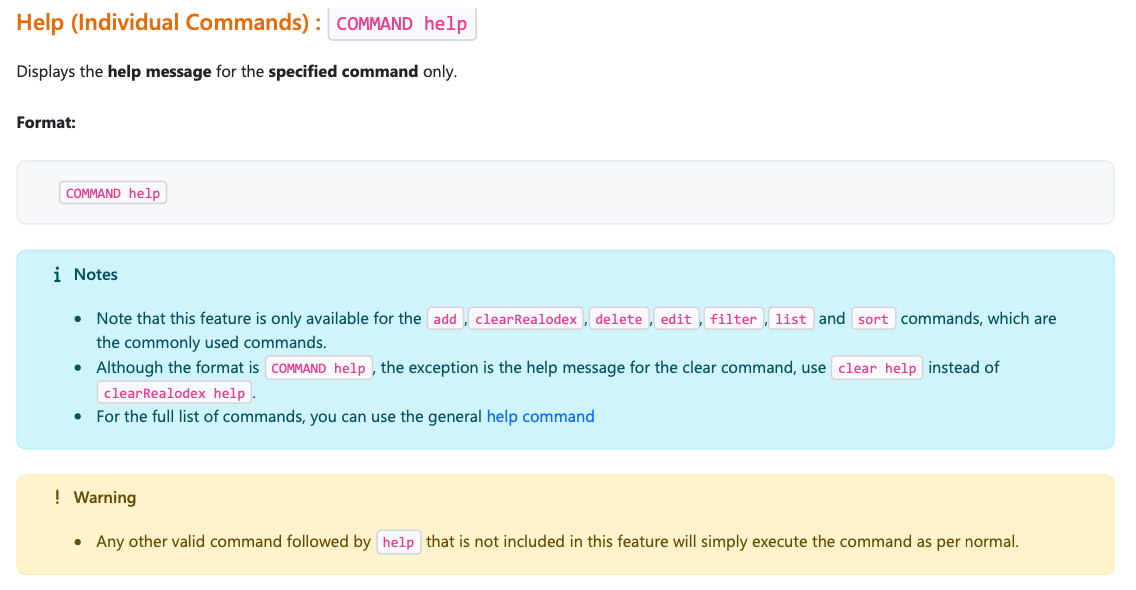 Help (Individual Commands) : COMMAND help
Displays the help message for the specified command only.
Format:
COMMAND help
i Notes
• Note that this feature is only available for the add, clearRealodex, delete, edit, filter, list and sort commands, which are
the commonly used commands.
• Although the format is COMMAND help, the exception is the help message for the clear command, use clear help instead of
clearRealodex help.
• For the full list of commands, you can use the general help command
! Warning
• Any other valid command followed by help that is not included in this feature will simply execute the command as per normal.